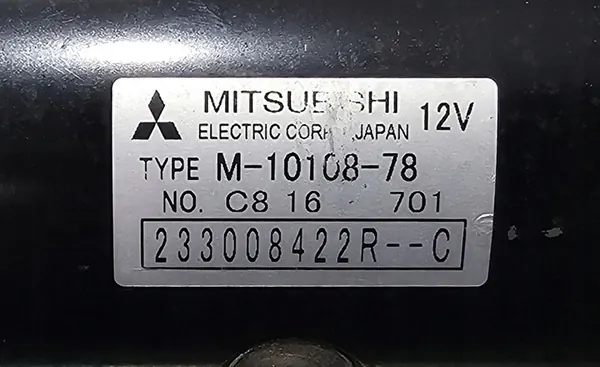 MITSUBISHI 12V
ELECTRIC CORP. JAPAN
TYPE M-10108-78
NO. C8 16 701
233008422R--C